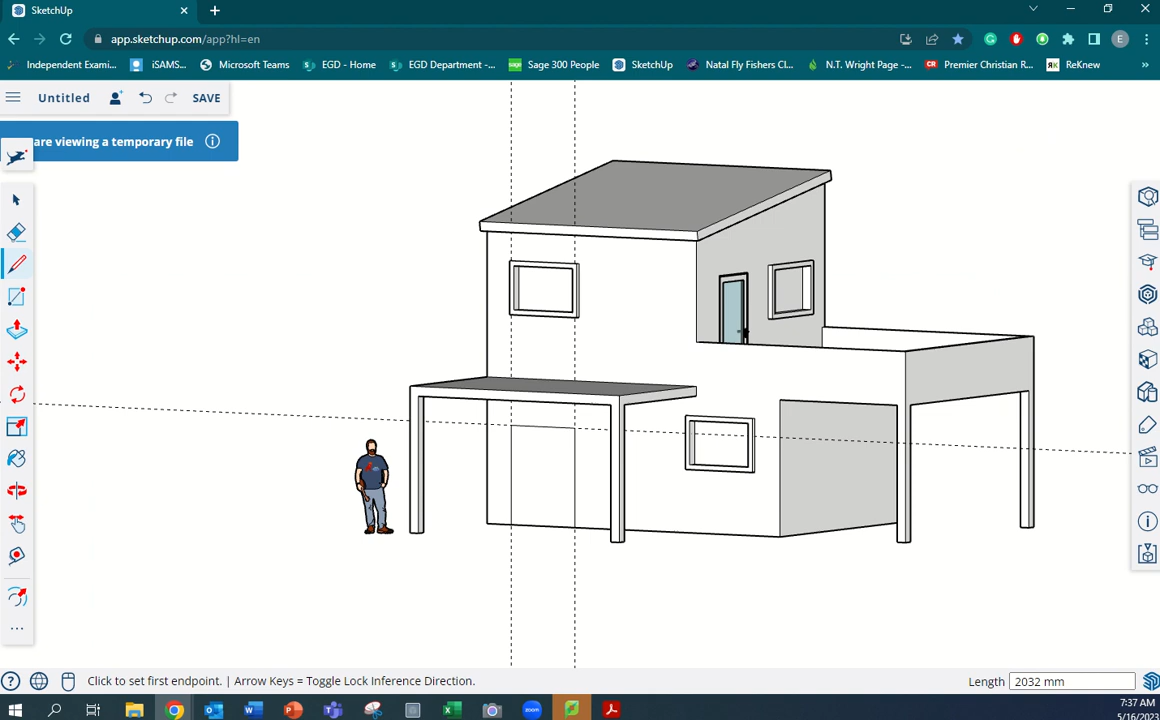 SketchUp
app.sketchup.com/app?hl=en
Independent Exami... iSAMS... Microsoft Teams EGD - Home EGD Department -... Sage 300 People SketchUp Natal Fly Fishers Cl... N.T. Wright Page -... Premier Christian R... ReKnew »
Untitled SAVE
are viewing a temporary file
Click to set first endpoint. | Arrow Keys = Toggle Lock Inference Direction. Length 2032 mm
7:37 AM
5/16/2023